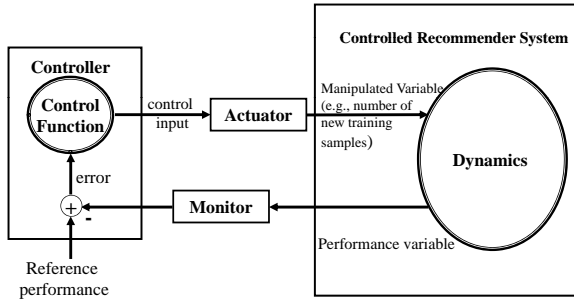 Controlled Recommender System
Controller
Control
Function
control
input
Actuator
Manipulated Variable
(e.g., number of
new training
samples)
Dynamics
error
+
-
Monitor
Performance variable
Reference
performance